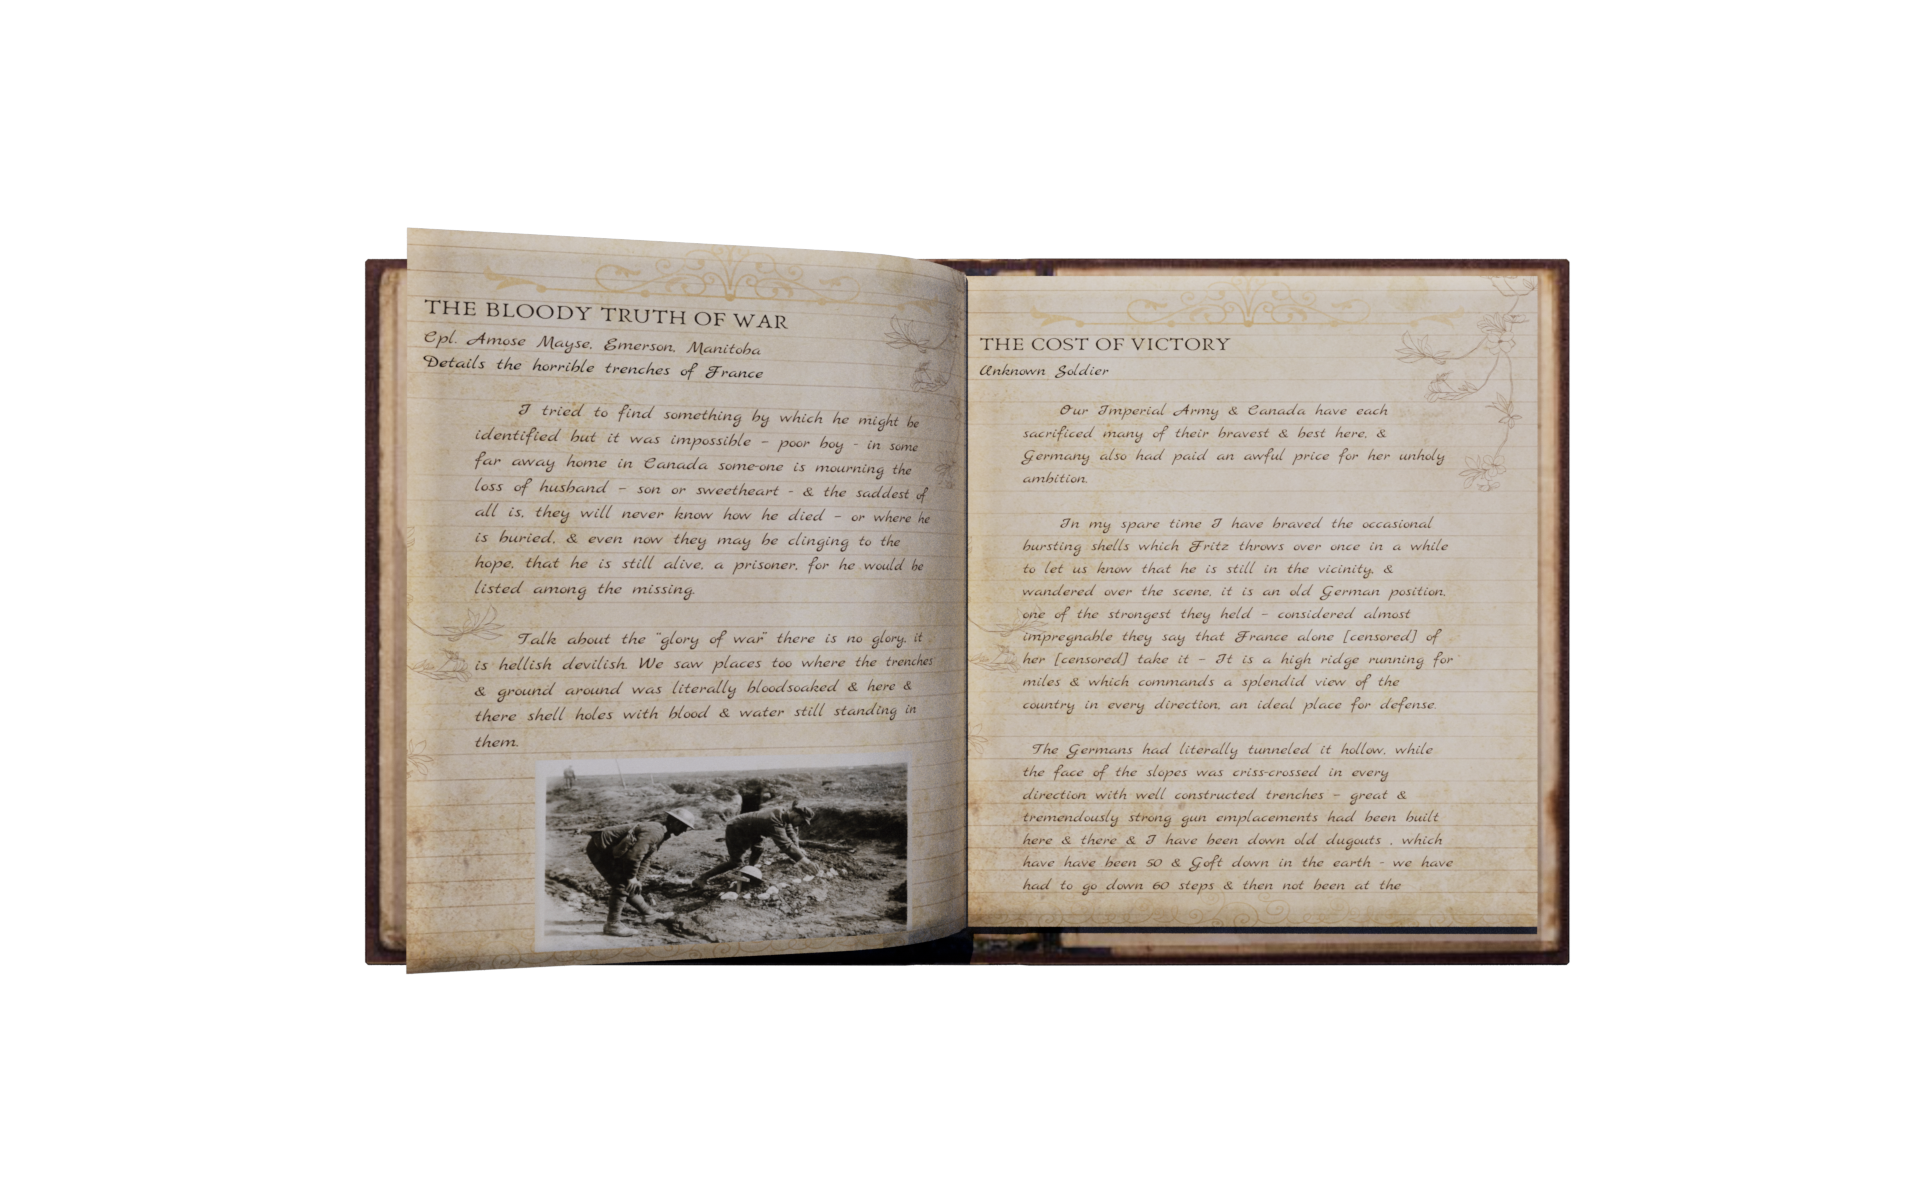 THE BLOODY TRUTH OF WAR
Cpl. Amose Mayse, Emerson, Manitoba
Details the horrible trenches of France
I tried to find something by which he might be
identified but it was impossible – poor boy - in some
far away home in Canada some-one is mourning the
loss of husband – son or sweetheart - & the saddest of
all is, they will never know how he died – or where he
is buried, & even now they may be clinging to the
hope, that he is still alive, a prisoner, for he would be
listed among the missing.
Talk about the "glory of war" there is no glory, it
is hellish devilish. We saw places too where the trenches
& ground around was literally bloodsoaked & here &
there shell holes with blood & water still standing in
them.
THE COST OF VICTORY
Unknown Soldier
Our Imperial Army & Canada have each
sacrificed many of their bravest & best here, &
Germany also had paid an awful price for her unholy
ambition.
In my spare time I have braved the occasional
bursting shells which Fritz throws over once in a while
to let us know that he is still in the vicinity, &
wandered over the scene, it is an old German position,
one of the strongest they held – considered almost
impregnable they say that France alone [censored] of
her [censored] take it – It is a high ridge running for
miles & which commands a splendid view of the
country in every direction, an ideal place for defense.
The Germans had literally tunneled it hollow, while
the face of the slopes was criss-crossed in every
direction with well constructed trenches – great &
tremendously strong gun emplacements had been built
here & there & I have been down old dugouts , which
have have been 50 & Goft down in the earth - we have
had to go down 60 steps & then not been at the